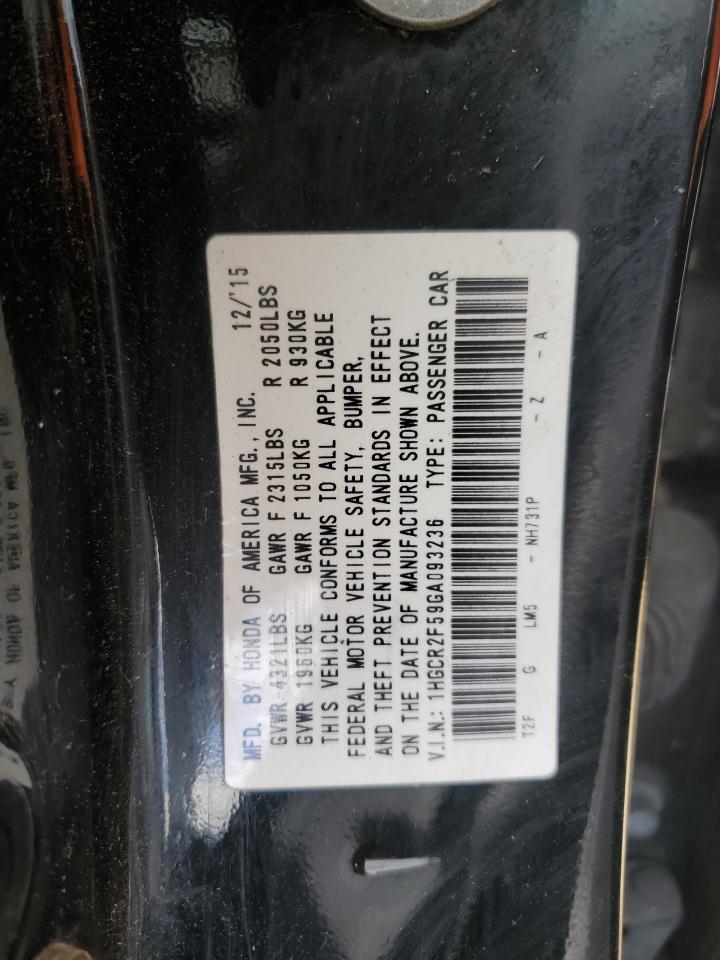 MFD. BY HONDA OF AMERICA MFG., INC. 12/'15
GVWR 4321LBS GAWR F 2315LBS R 2050LBS
GVWR 1960KG GAWR F 1050KG R 930KG
THIS VEHICLE CONFORMS TO ALL APPLICABLE
FEDERAL MOTOR VEHICLE SAFETY, BUMPER,
AND THEFT PREVENTION STANDARDS IN EFFECT
ON THE DATE OF MANUFACTURE SHOWN ABOVE.
V.I.N.: 1HGCR2F59GA093236 TYPE: PASSENGER CAR
T2F G LM5 - NH731P - Z - A